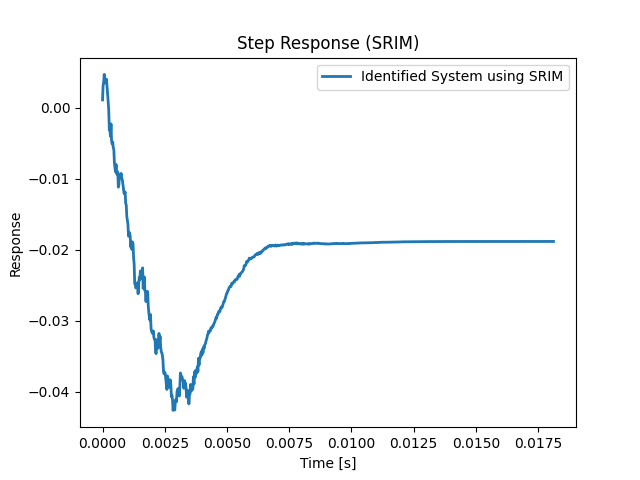 Step Response (SRIM)
Identified System using SRIM
Response
0.00
−0.01
−0.02
−0.03
−0.04
0.0000 0.0025 0.0050 0.0075 0.0100 0.0125 0.0150 0.0175
Time [s]